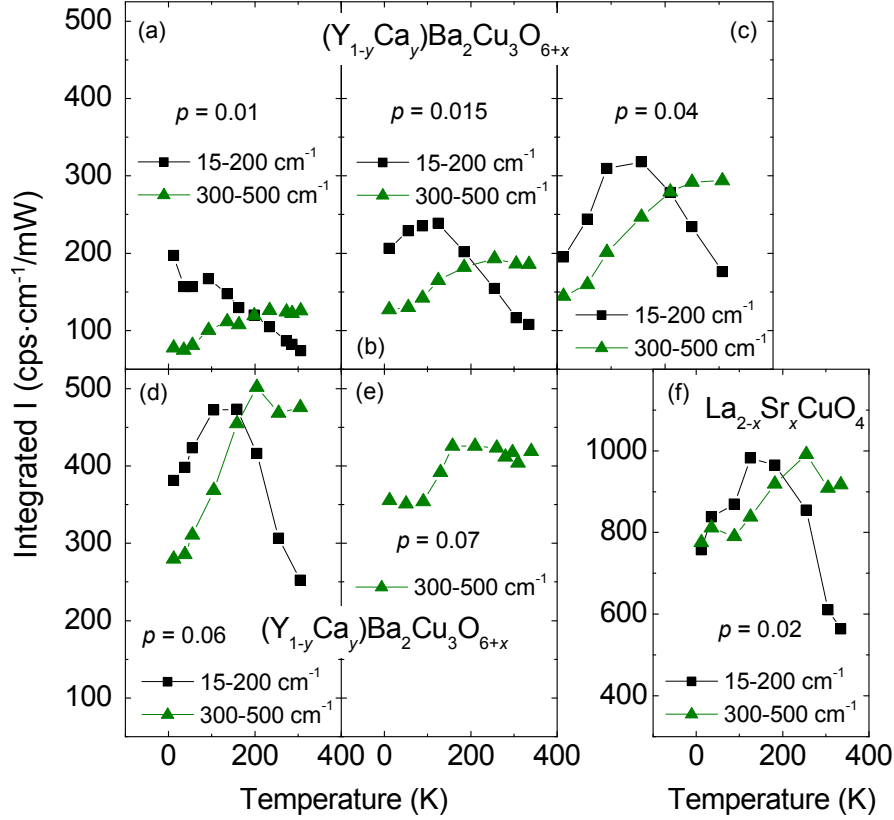 (a) (Y1-yCay)Ba2Cu3O6+x (c)
500
400
300
200
100
p = 0.01
15-200 cm-1
300-500 cm-1
p = 0.015
15-200 cm-1
300-500 cm-1
(b)
p = 0.04
15-200 cm-1
300-500 cm-1
Integrated I (cps·cm-1/mW)
(d)
500
400
300
200
100
p = 0.06
(Y1-yCay)Ba2Cu3O6+x
15-200 cm-1
300-500 cm-1
(e)
p = 0.07
300-500 cm-1
(f)
La2-xSrxCuO4
1000
800
600
400
p = 0.02
15-200 cm-1
300-500 cm-1
0 200 400 0 200 400 0 200 400
Temperature (K) Temperature (K) Temperature (K)